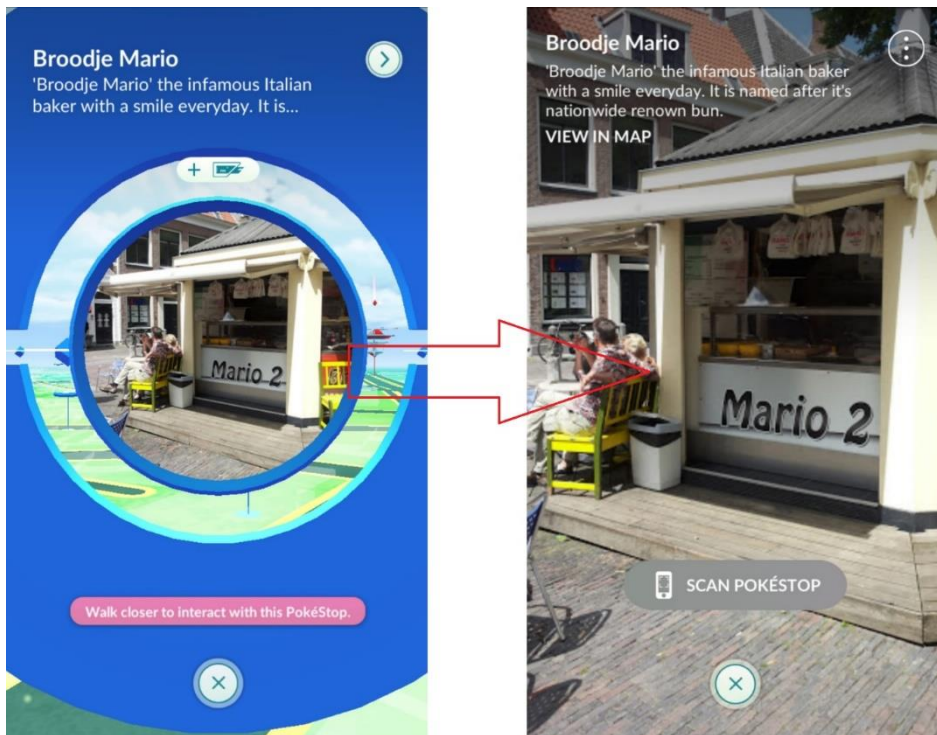 Broodje Mario
'Broodje Mario' the infamous Italian
baker with a smile everyday. It is...
Mario 2
Walk closer to interact with this PokéStop.
Broodje Mario
'Broodje Mario' the infamous Italian baker
with a smile everyday. It is named after it's
nationwide renown bun.
VIEW IN MAP
Mario 2
SCAN POKÉSTOP